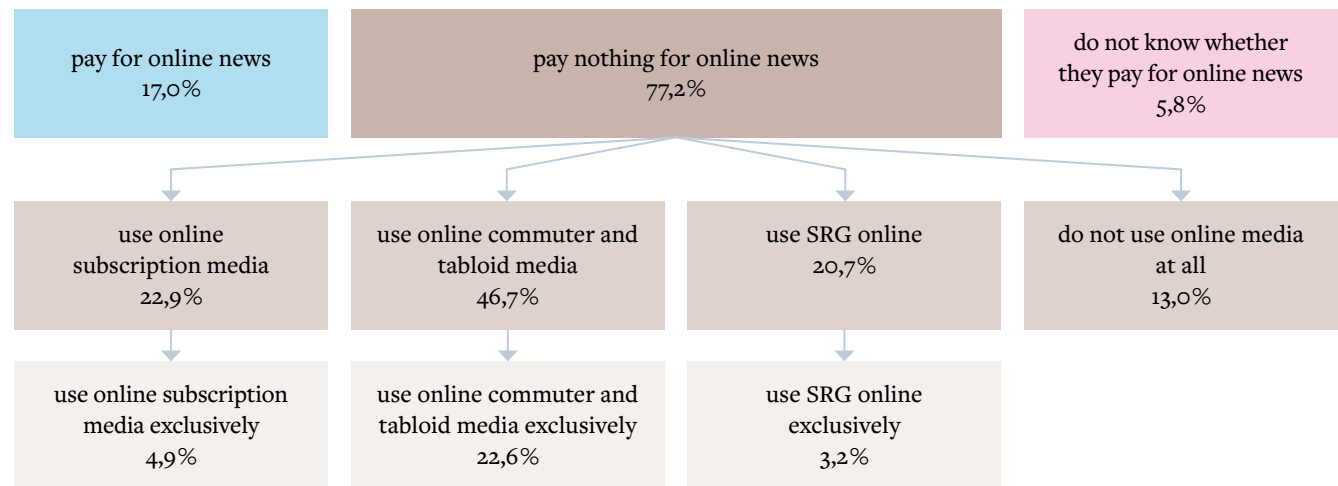 pay for online news
17,0%
pay nothing for online news
77,2%
do not know whether
they pay for online news
5,8%
use online
subscription media
22,9%
use online commuter and
tabloid media
46,7%
use SRG online
20,7%
do not use online media
at all
13,0%
use online subscription
media exclusively
4,9%
use online commuter and
tabloid media exclusively
22,6%
use SRG online
exclusively
3,2%